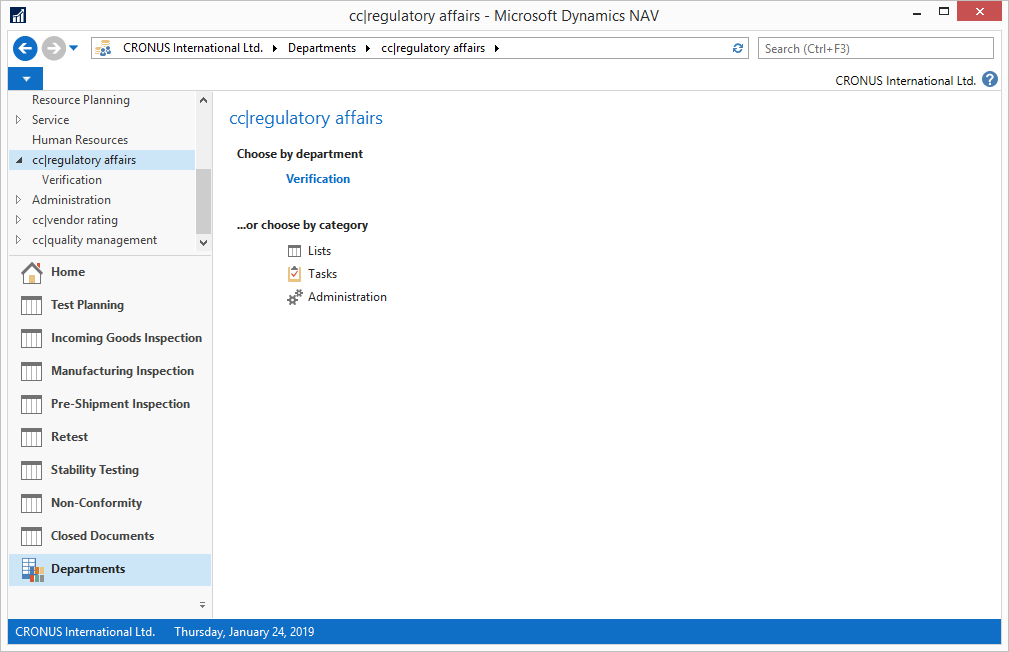 cc|regulatory affairs - Microsoft Dynamics NAV
CRONUS International Ltd. Departments cc|regulatory affairs
Search (Ctrl+F3)
CRONUS International Ltd.
Resource Planning
Service
Human Resources
cc|regulatory affairs
Verification
Administration
cc|vendor rating
cc|quality management
Home
Test Planning
Incoming Goods Inspection
Manufacturing Inspection
Pre-Shipment Inspection
Retest
Stability Testing
Non-Conformity
Closed Documents
Departments
cc|regulatory affairs
Choose by department
Verification
...or choose by category
Lists
Tasks
Administration
CRONUS International Ltd. Thursday, January 24, 2019